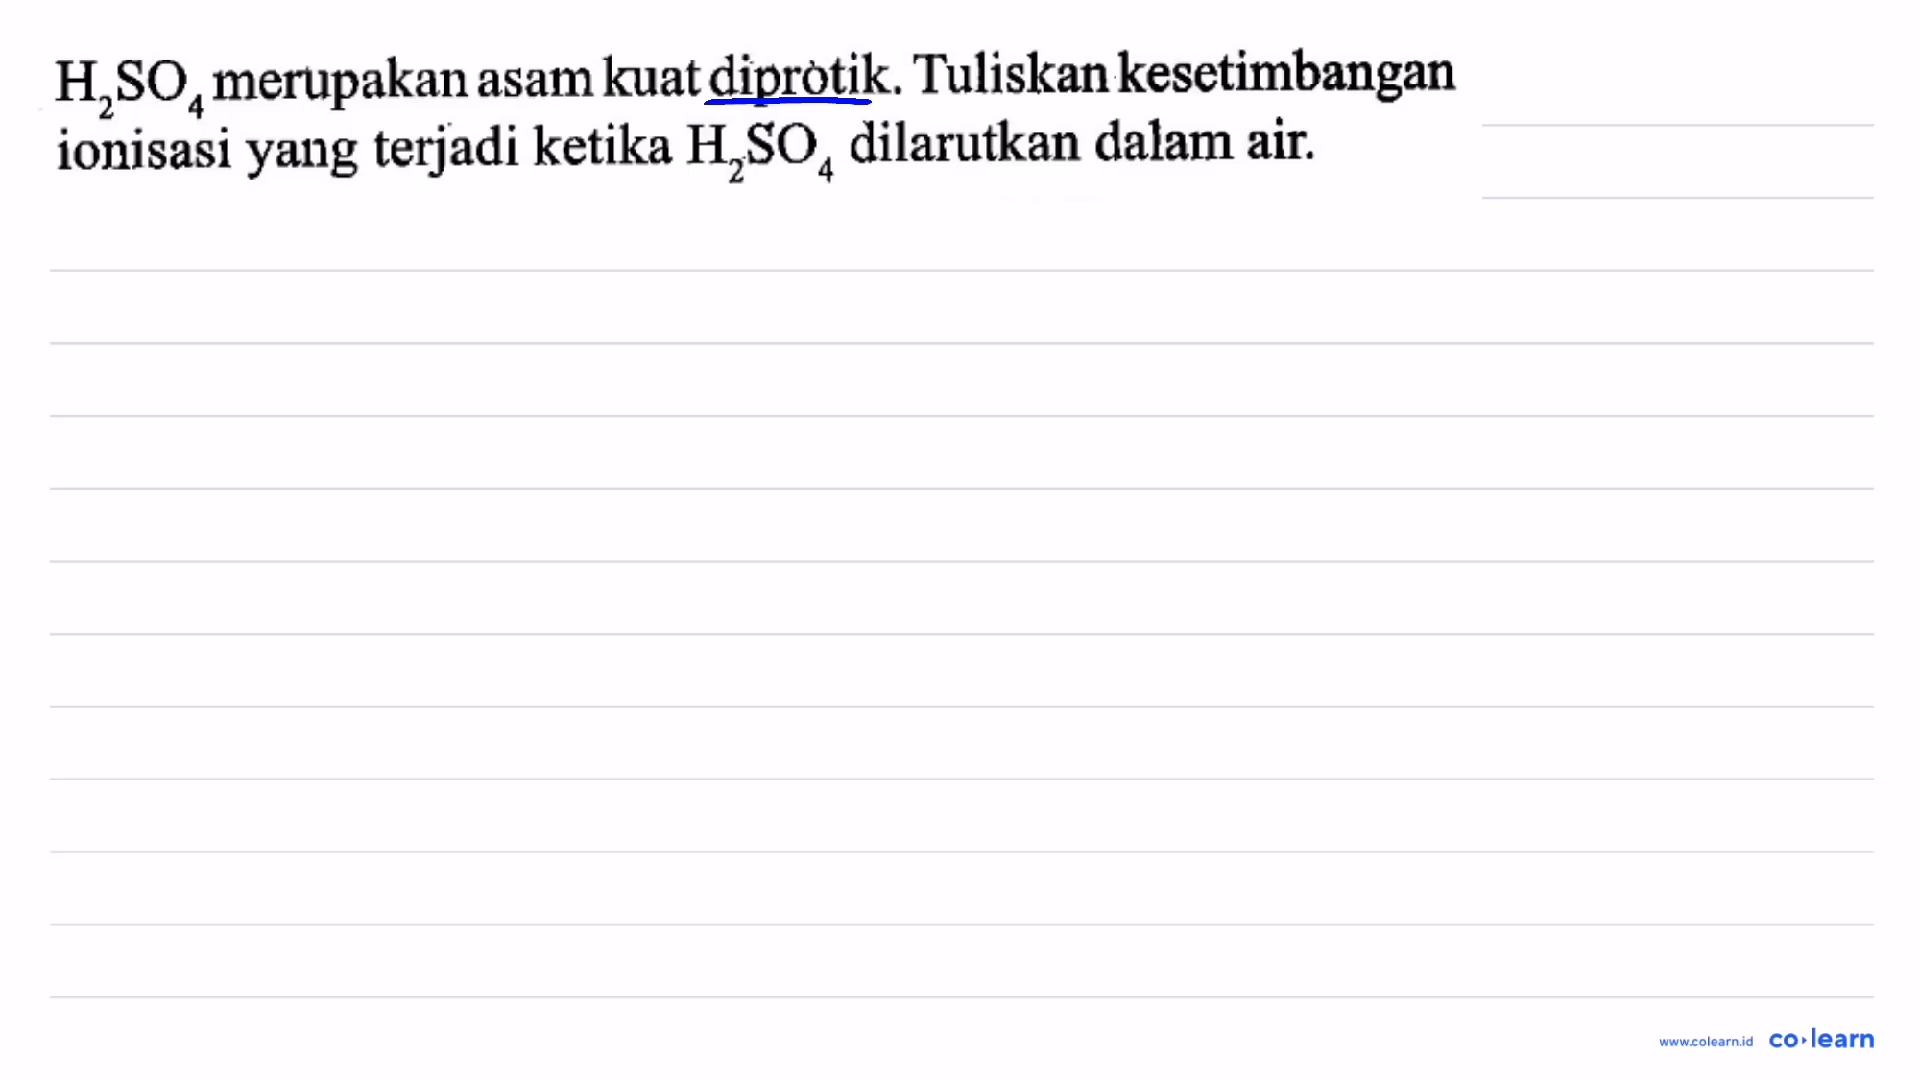 H₂SO₄ merupakan asam kuat diprotik. Tuliskan kesetimbangan
ionisasi yang terjadi ketika H₂SO₄ dilarutkan dalam air.
www.colearn.id co·learn